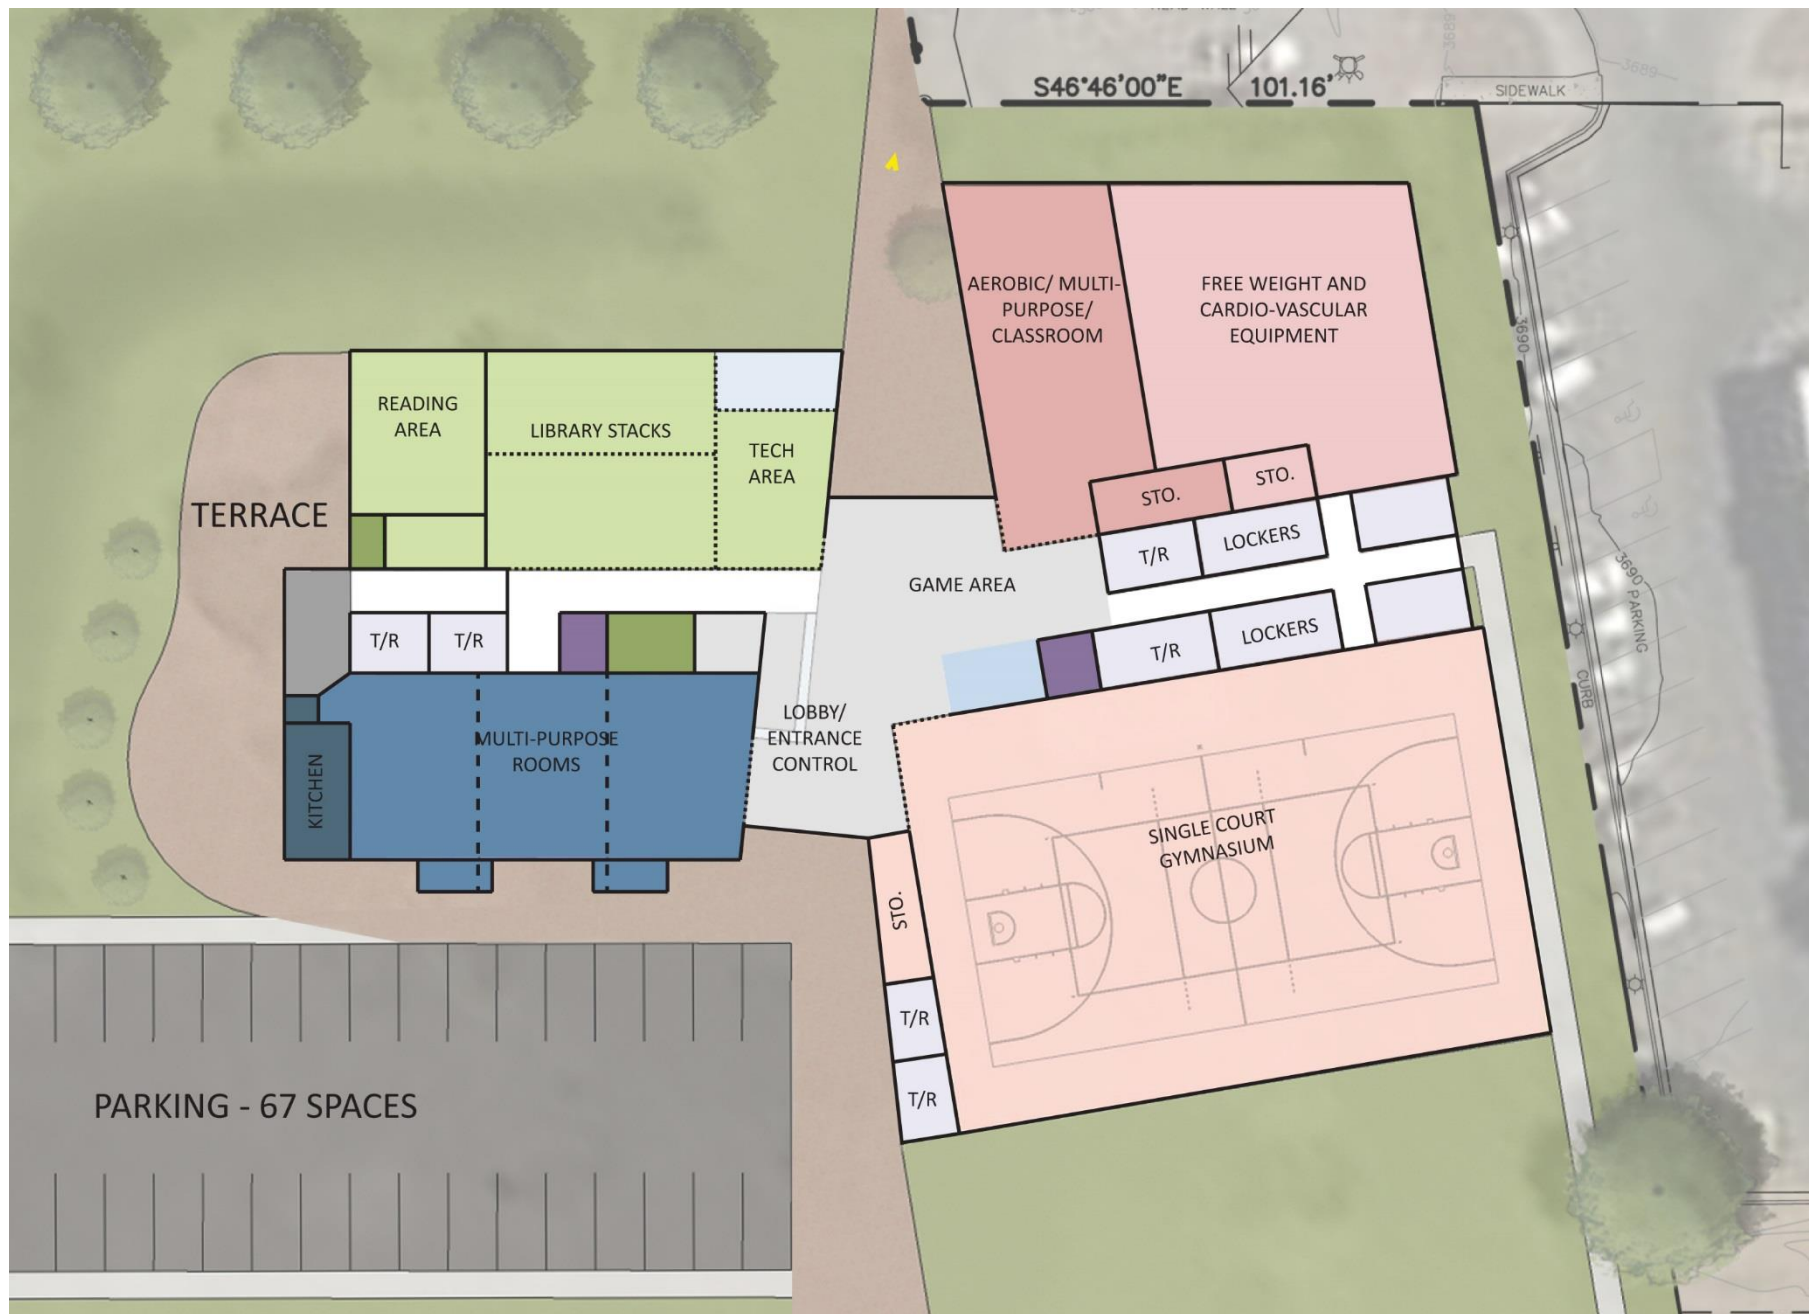 S46°46'00"E 101.16'
SIDEWALK
3689
3689
AEROBIC/ MULTI-
PURPOSE/
CLASSROOM
FREE WEIGHT AND
CARDIO-VASCULAR
EQUIPMENT
3690
READING
AREA
LIBRARY STACKS
TECH
AREA
TERRACE
STO.
STO.
T/R
LOCKERS
GAME AREA
3690 PARKING
T/R
T/R
T/R
LOCKERS
CURB
LOBBY/
ENTRANCE
CONTROL
MULTI-PURPOSE
ROOMS
KITCHEN
SINGLE COURT
GYMNASIUM
STO.
T/R
T/R
PARKING - 67 SPACES